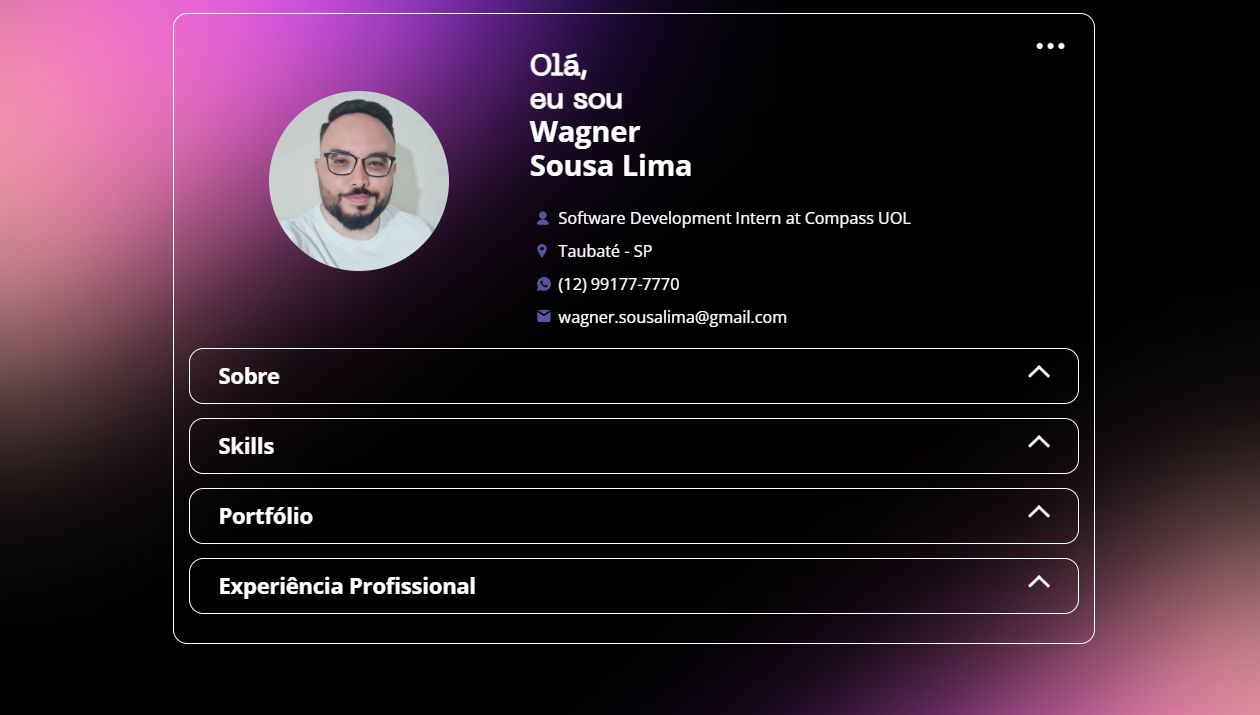 Olá,
eu sou
Wagner
Sousa Lima
Software Development Intern at Compass UOL
Taubaté - SP
(12) 99177-7770
wagner.sousalima@gmail.com
Sobre
Skills
Portfólio
Experiência Profissional